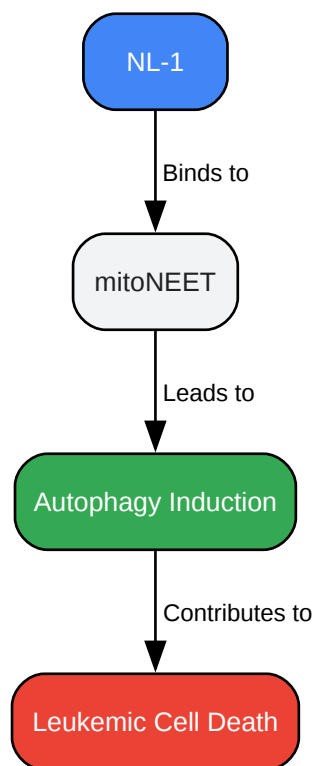 NL-1
Binds to
mitoNEET
Leads to
Autophagy Induction
Contributes to
Leukemic Cell Death